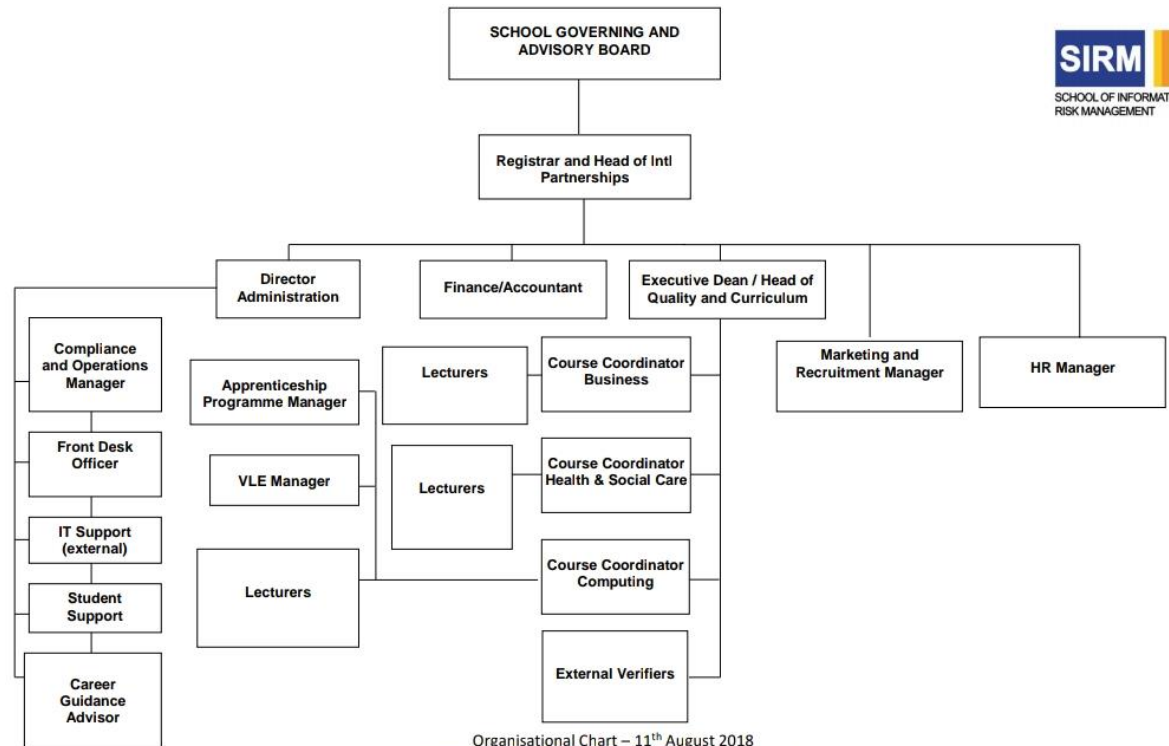 SCHOOL GOVERNING AND
ADVISORY BOARD
SIRM
SCHOOL OF INFORMAT
RISK MANAGEMENT
Registrar and Head of Intl
Partnerships
Director
Administration
Finance/Accountant
Executive Dean / Head of
Quality and Curriculum
Marketing and
Recruitment Manager
HR Manager
Compliance
and Operations
Manager
Front Desk
Officer
IT Support
(external)
Student
Support
Career
Guidance
Advisor
Apprenticeship
Programme Manager
VLE Manager
Lecturers
Lecturers
Course Coordinator
Business
Lecturers
Course Coordinator
Health & Social Care
Course Coordinator
Computing
External Verifiers
Organisational Chart – 11th August 2018